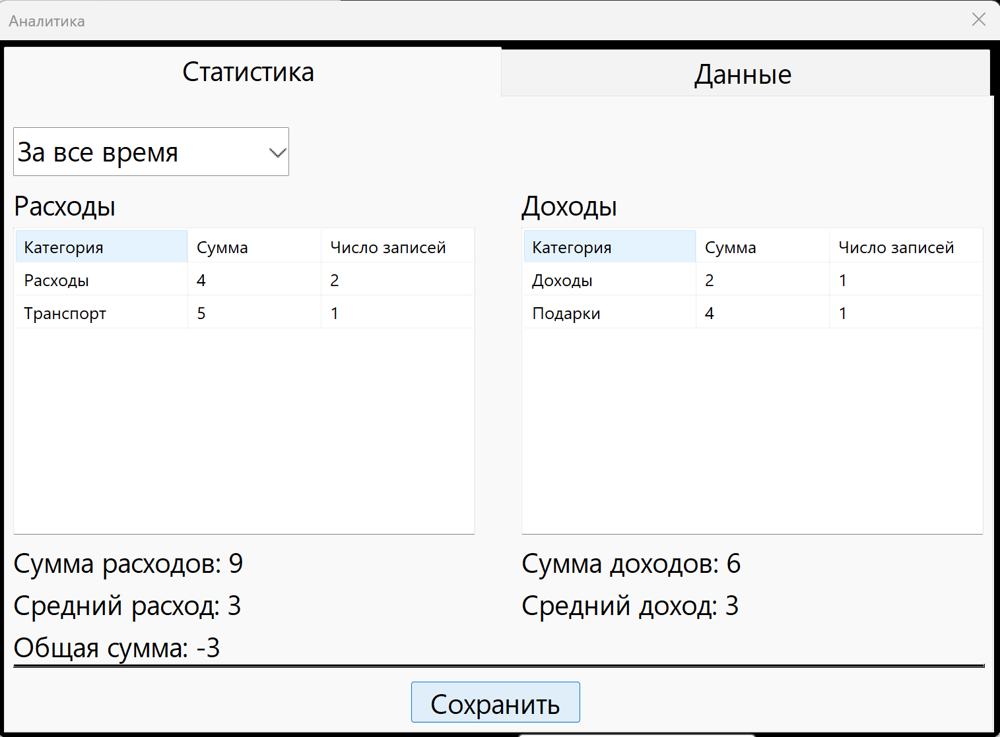 Аналитика
Статистика
Данные
За все время
Расходы
Категория Сумма Число записей
Расходы 4 2
Транспорт 5 1
Сумма расходов: 9
Средний расход: 3
Общая сумма: -3
Доходы
Категория Сумма Число записей
Доходы 2 1
Подарки 4 1
Сумма доходов: 6
Средний доход: 3
Сохранить